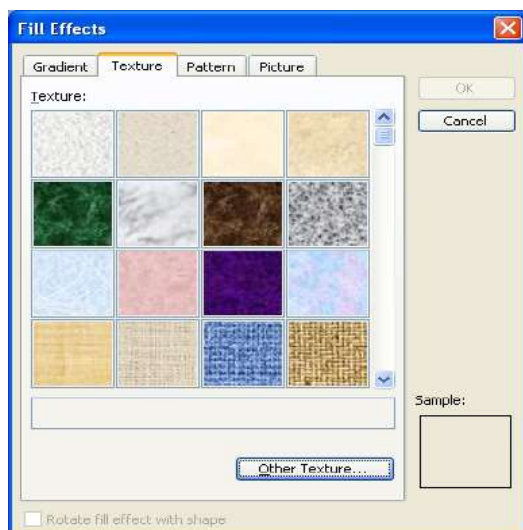 Fill Effects
Gradient Texture Pattern Picture
OK
Texture:
Cancel
Sample:
Other Texture...
Rotate fill effect with shape